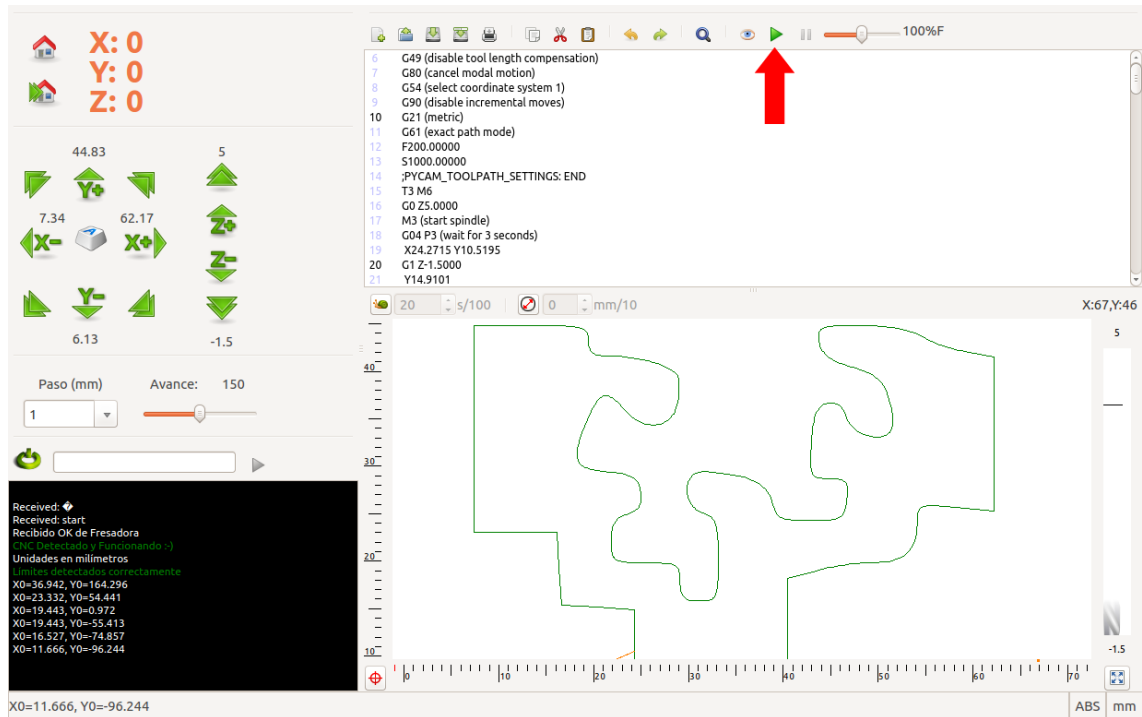 X: 0
Y: 0
Z: 0
44.83
5
Y+
7.34
62.17
X-
A
X+
Z+
Z-
Y-
6.13
-1.5
Paso (mm)
Avance:
150
1
Received: �
Received: start
Recibido OK de Fresadora
CNC Detectado y Funcionando :-)
Unidades en milímetros
Límites detectados correctamente
X0=36.942, Y0=164.296
X0=23.332, Y0=54.441
X0=19.443, Y0=0.972
X0=19.443, Y0=-55.413
X0=16.527, Y0=-74.857
X0=11.666, Y0=-96.244
100%F
6 G49 (disable tool length compensation)
7 G80 (cancel modal motion)
8 G54 (select coordinate system 1)
9 G90 (disable incremental moves)
10 G21 (metric)
11 G61 (exact path mode)
12 F200.00000
13 S1000.00000
14 ;PYCAM_TOOLPATH_SETTINGS: END
15 T3 M6
16 G0 Z5.0000
17 M3 (start spindle)
18 G04 P3 (wait for 3 seconds)
19 X24.2715 Y10.5195
20 G1 Z-1.5000
21 Y14.9101
20 s/100
0 mm/10
X:67,Y:46
5
40
30
20
10
-1.5
0 10 20 30 40 50 60 70
X0=11.666, Y0=-96.244
ABS mm